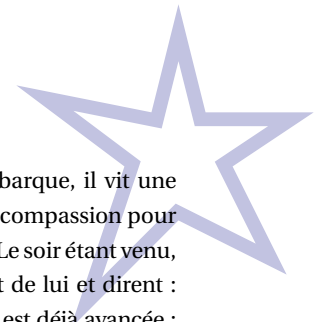 barque, il vit une
compassion pour
Le soir étant venu,
t de lui et dirent :
est déjà avancée ;